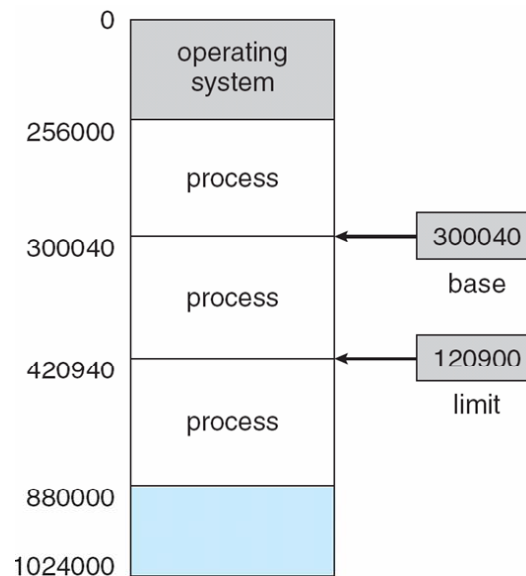 0
operating
system
256000
process
300040
300040
base
process
420940
120900
limit
process
880000
1024000